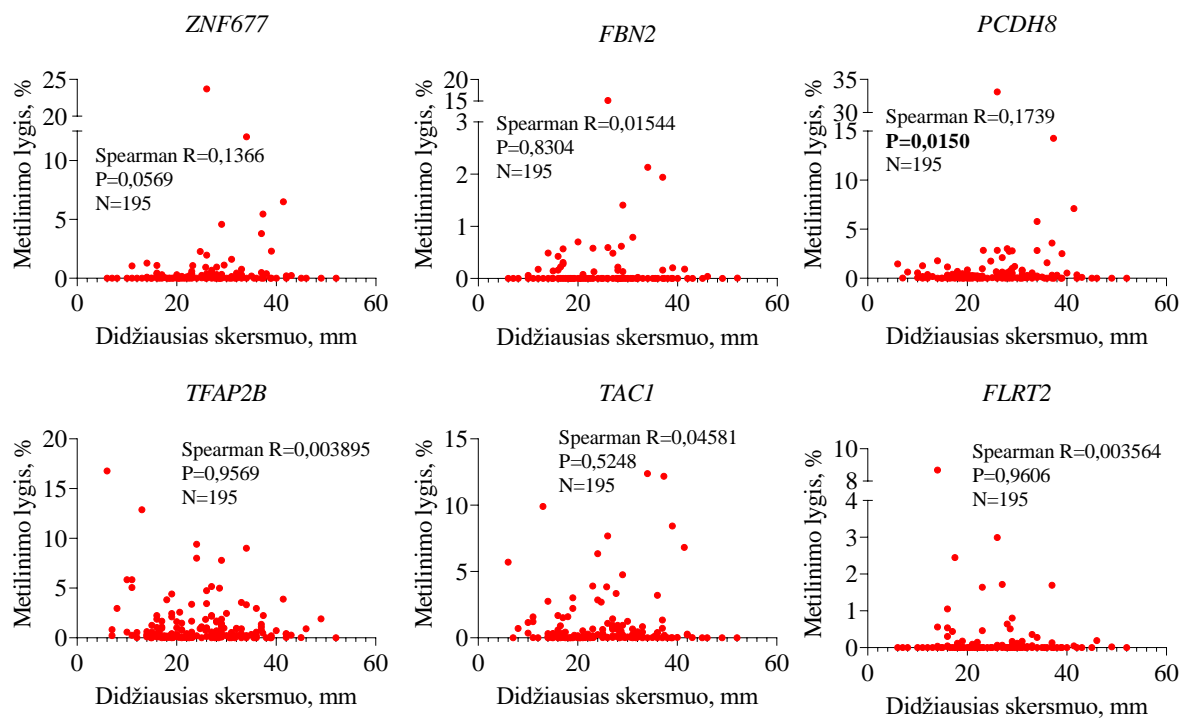 ZNF677
Metilinimo lygis, %
25
20
10
5
0
Spearman R=0,1366
P=0,0569
N=195
0 20 40 60
Didžiausias skersmuo, mm
FBN2
Metilinimo lygis, %
20
15
3
2
1
0
Spearman R=0,01544
P=0,8304
N=195
0 20 40 60
Didžiausias skersmuo, mm
PCDH8
Metilinimo lygis, %
35
30
15
10
5
0
Spearman R=0,1739
P=0,0150
N=195
0 20 40 60
Didžiausias skersmuo, mm
TFAP2B
Metilinimo lygis, %
20
15
10
5
0
Spearman R=0,003895
P=0,9569
N=195
0 20 40 60
Didžiausias skersmuo, mm
TAC1
Metilinimo lygis, %
15
10
5
0
Spearman R=0,04581
P=0,5248
N=195
0 20 40 60
Didžiausias skersmuo, mm
FLRT2
Metilinimo lygis, %
10
8
4
3
2
1
0
Spearman R=0,003564
P=0,9606
N=195
0 20 40 60
Didžiausias skersmuo, mm